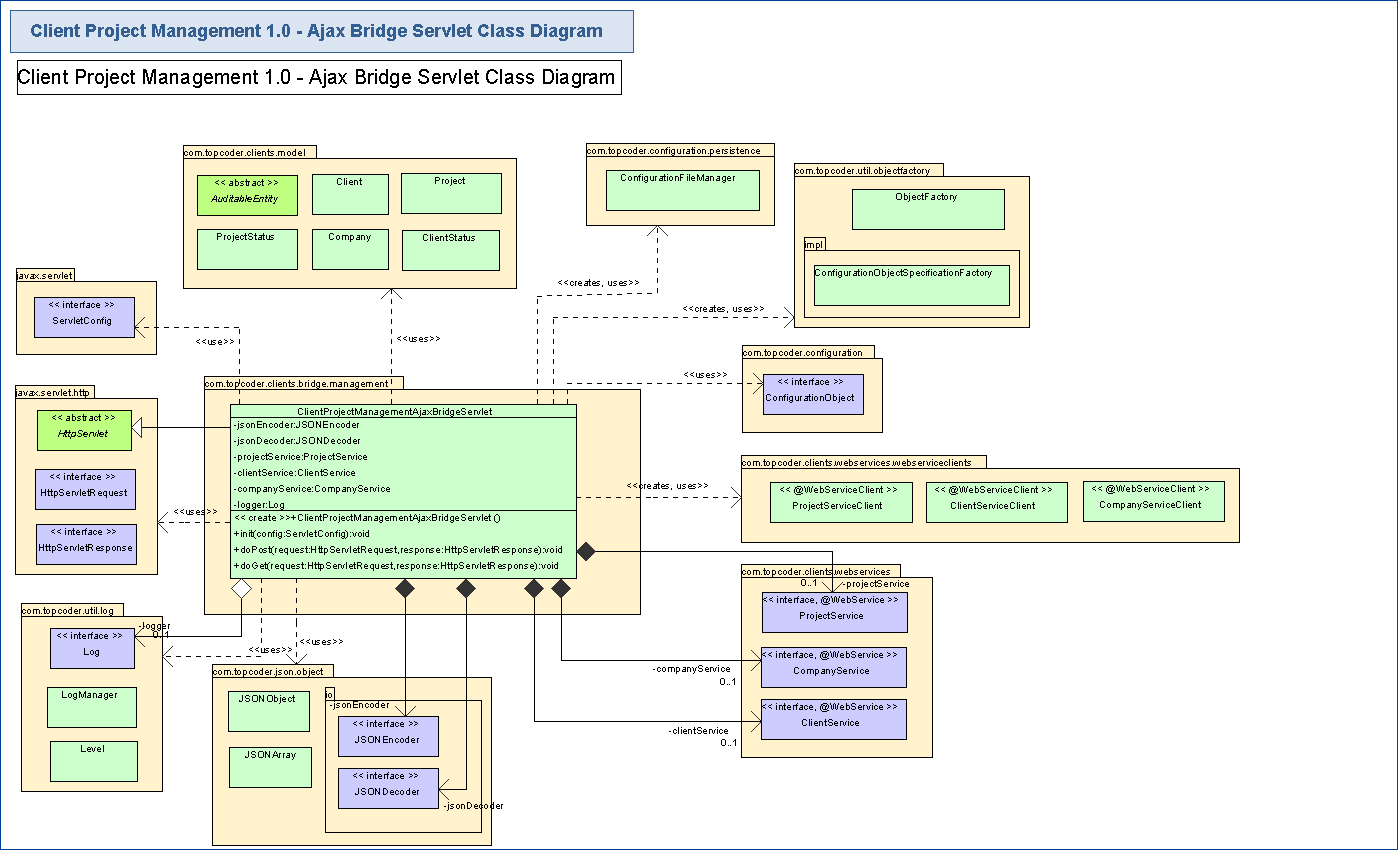 Client Project Management 1.0 - Ajax Bridge Servlet Class Diagram
Client Project Management 1.0 - Ajax Bridge Servlet Class Diagram
com.topcoder.clients.model
<< abstract >>
AuditableEntity
Client
Project
ProjectStatus
Company
ClientStatus
com.topcoder.configuration.persistence
ConfigurationFileManager
com.topcoder.util.objectfactory
ObjectFactory
impl
ConfigurationObjectSpecificationFactory
javax.servlet
<< interface >>
ServletConfig
<<use>>
<<uses>>
<<creates, uses>>
<<creates, uses>>
<<uses>>
com.topcoder.configuration
<< interface >>
ConfigurationObject
javax.servlet.http
<< abstract >>
HttpServlet
<< interface >>
HttpServletRequest
<< interface >>
HttpServletResponse
<<uses>>
com.topcoder.clients.bridge.management
ClientProjectManagementAjaxBridgeServlet
-jsonEncoder:JSONEncoder
-jsonDecoder:JSONDecoder
-projectService:ProjectService
-clientService:ClientService
-companyService:CompanyService
-logger:Log
<< create >>+ClientProjectManagementAjaxBridgeServlet ()
+init(config:ServletConfig):void
+doPost(request:HttpServletRequest,response:HttpServletResponse):void
+doGet(request:HttpServletRequest,response:HttpServletResponse):void
<<creates, uses>>
com.topcoder.clients.webservices.webserviceclients
<< @WebServiceClient >>
ProjectServiceClient
<< @WebServiceClient >>
ClientServiceClient
<< @WebServiceClient >>
CompanyServiceClient
com.topcoder.clients.webservices
0..1
-projectService
<< interface, @WebService >>
ProjectService
<< interface, @WebService >>
CompanyService
<< interface, @WebService >>
ClientService
-companyService
0..1
-clientService
0..1
com.topcoder.util.log
<< interface >>
Log
LogManager
Level
-logger
0..1
<<uses>>
<<uses>>
com.topcoder.json.object
JSONObject
JSONArray
io
-jsonEncoder
<< interface >>
JSONEncoder
<< interface >>
JSONDecoder
-jsonDecoder